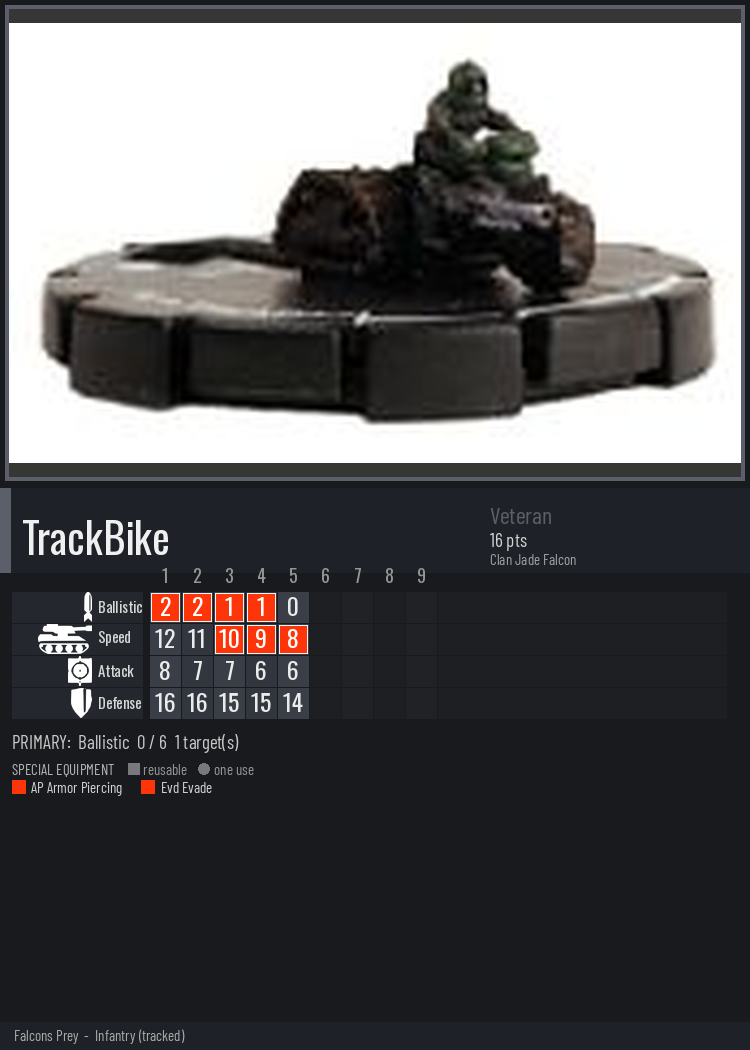 TrackBike
Veteran
16 pts
Clan Jade Falcon
1 2 3 4 5 6 7 8 9
Ballistic 2 2 1 1 0
Speed 12 11 10 9 8
Attack 8 7 7 6 6
Defense 16 16 15 15 14
PRIMARY: Ballistic 0 / 6 1 target(s)
SPECIAL EQUIPMENT reusable one use
AP Armor Piercing Evd Evade
Falcons Prey - Infantry (tracked)